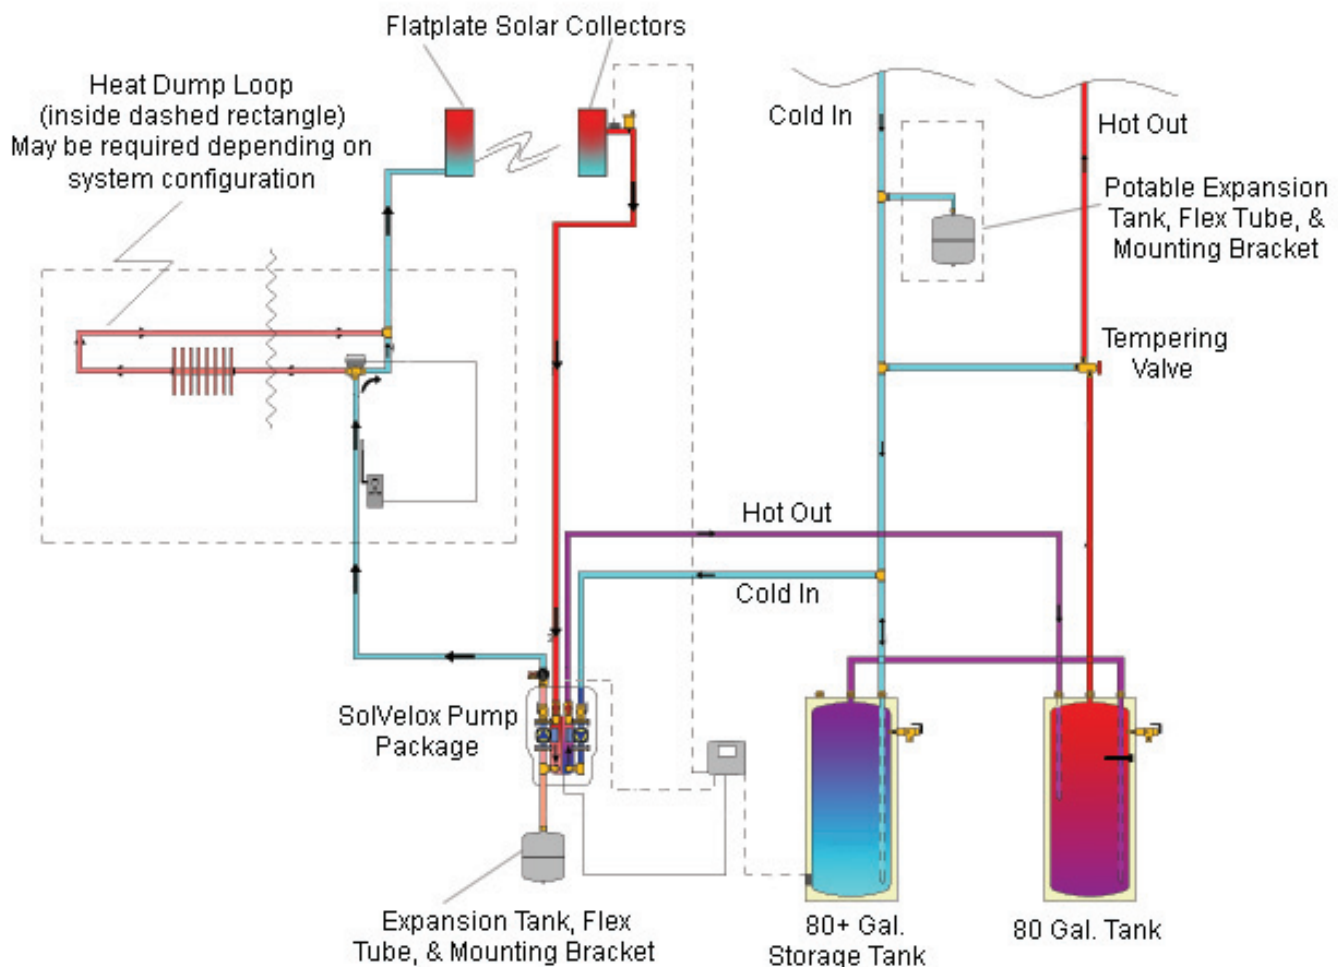 Flatplate Solar Collectors
Heat Dump Loop
(inside dashed rectangle)
May be required depending on
system configuration
Cold In
Hot Out
Potable Expansion
Tank, Flex Tube, &
Mounting Bracket
Tempering
Valve
Hot Out
Cold In
SolVelox Pump
Package
Expansion Tank, Flex
Tube, & Mounting Bracket
80+ Gal.
Storage Tank
80 Gal. Tank